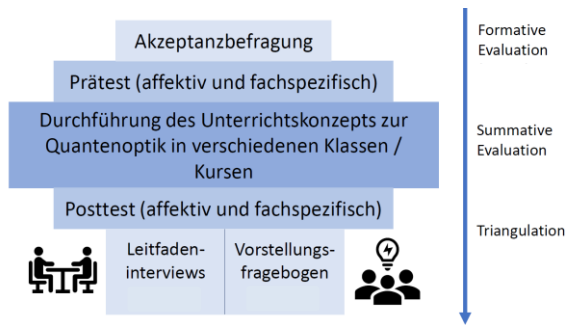 Akzeptanzbefragung
Prätest (affektiv und fachspezifisch)
Durchführung des Unterrichtskonzepts zur
Quantenoptik in verschiedenen Klassen /
Kursen
Posttest (affektiv und fachspezifisch)
Leitfaden-
interviews
Vorstellungs-
fragebogen
Formative
Evaluation
Summative
Evaluation
Triangulation